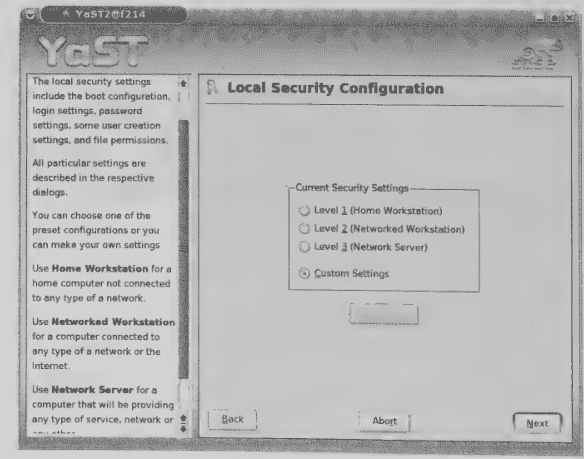 YaST2@f214
YaST
SUSE
The local security settings
include the boot configuration,
login settings, password
settings, some user creation
settings, and file permissions.
All particular settings are
described in the respective
dialogs.
You can choose one of the
preset configurations or you
can make your own settings
Use Home Workstation for a
home computer not connected
to any type of a network.
Use Networked Workstation
for a computer connected to
any type of a network or the
Internet.
Use Network Server for a
computer that will be providing
any type of service, network or
Local Security Configuration
Current Security Settings
Level 1 (Home Workstation)
Level 2 (Networked Workstation)
Level 3 (Network Server)
Custom Settings
Back
Abort
Next